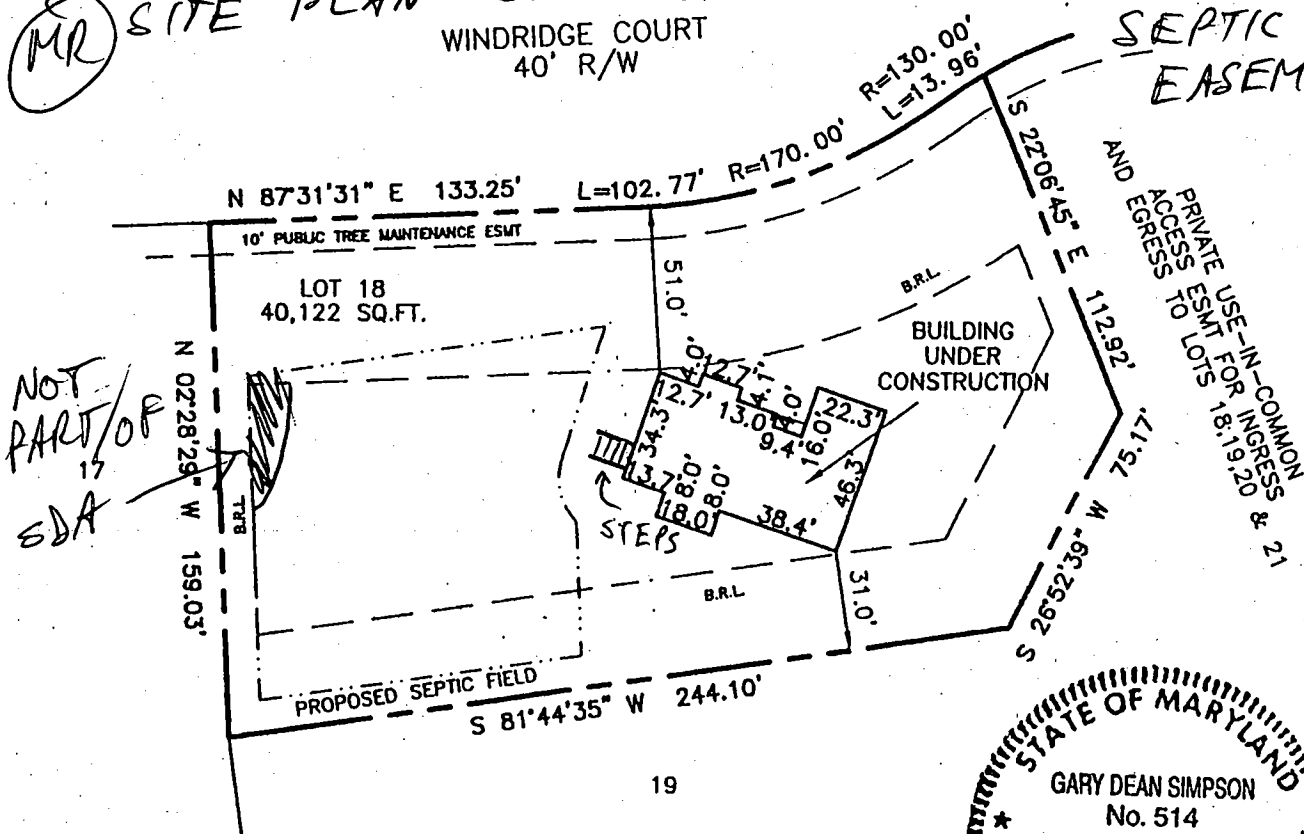 MR SITE PLAN
WINDRIDGE COURT
40' R/W
SEPTIC
EASEM
R=130.00'
L=13.96'
R=170.00'
L=102.77'
N 87°31'31" E 133.25'
10' PUBLIC TREE MAINTENANCE ESMT
LOT 18
40,122 SQ.FT.
51.0'
B.R.L.
BUILDING
UNDER
CONSTRUCTION
S 22°06'45" E 112.92'
PRIVATE USE-IN-COMMON
ACCESS ESMT FOR INGRESS
AND EGRESS TO LOTS 18,19,20 & 21
NOT
PART OF
17
SDA
N 02°28'29" W 159.03'
B.R.L.
4.0'
12.7'
12.7'
4.1'
13.0'
4.0'
9.4'
16.0'
22.3'
34.3'
46.3'
13.7'
8.0'
18.0'
8.0'
38.4'
STEPS
31.0'
B.R.L.
S 26°52'39" W 75.17'
PROPOSED SEPTIC FIELD
S 81°44'35" W 244.10'
19
STATE OF MARYLAND
GARY DEAN SIMPSON
No. 514